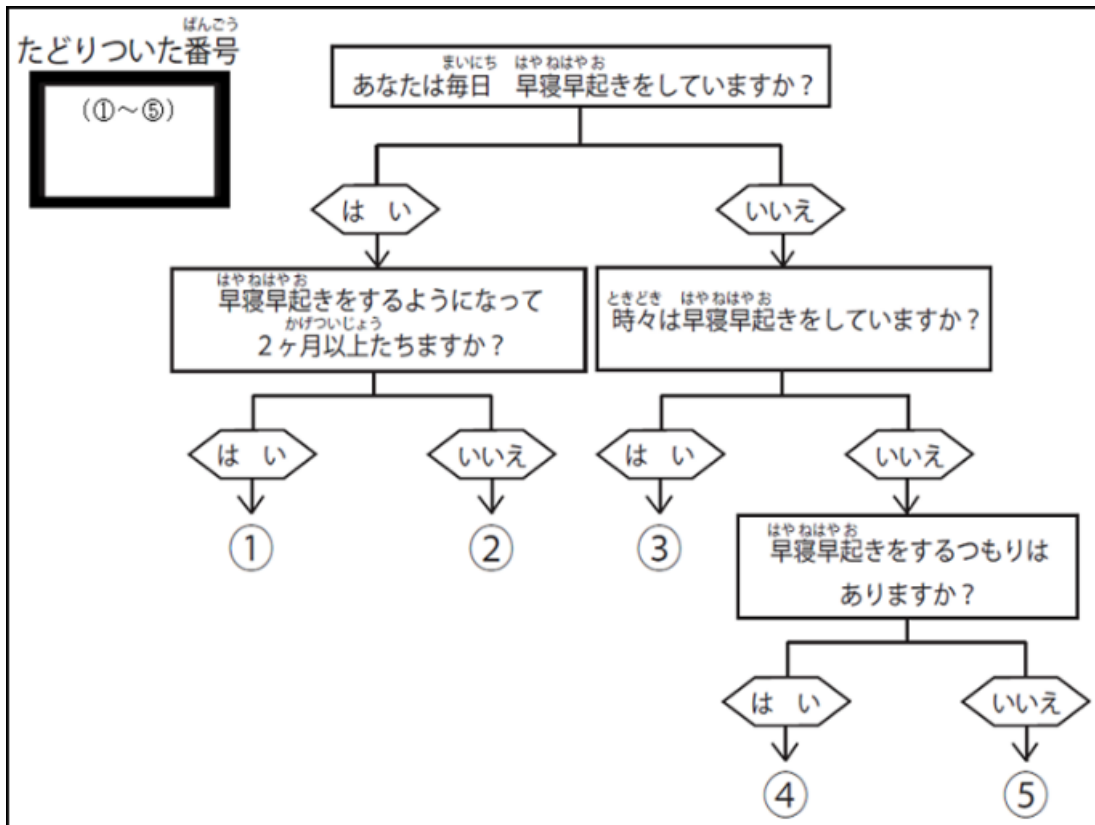 ばんごう
たどりついた番号
(①～⑤)
まいにち はやねはやお
あなたは毎日 早寝早起きをしていますか？
はい
いいえ
はやねはやお
早寝早起きをするようになって
かげついじょう
２ヶ月以上たちますか？
ときどき はやねはやお
時々は早寝早起きをしていますか？
はい
いいえ
はい
いいえ
①
②
③
はやねはやお
早寝早起きをするつもりは
ありますか？
はい
いいえ
④
⑤